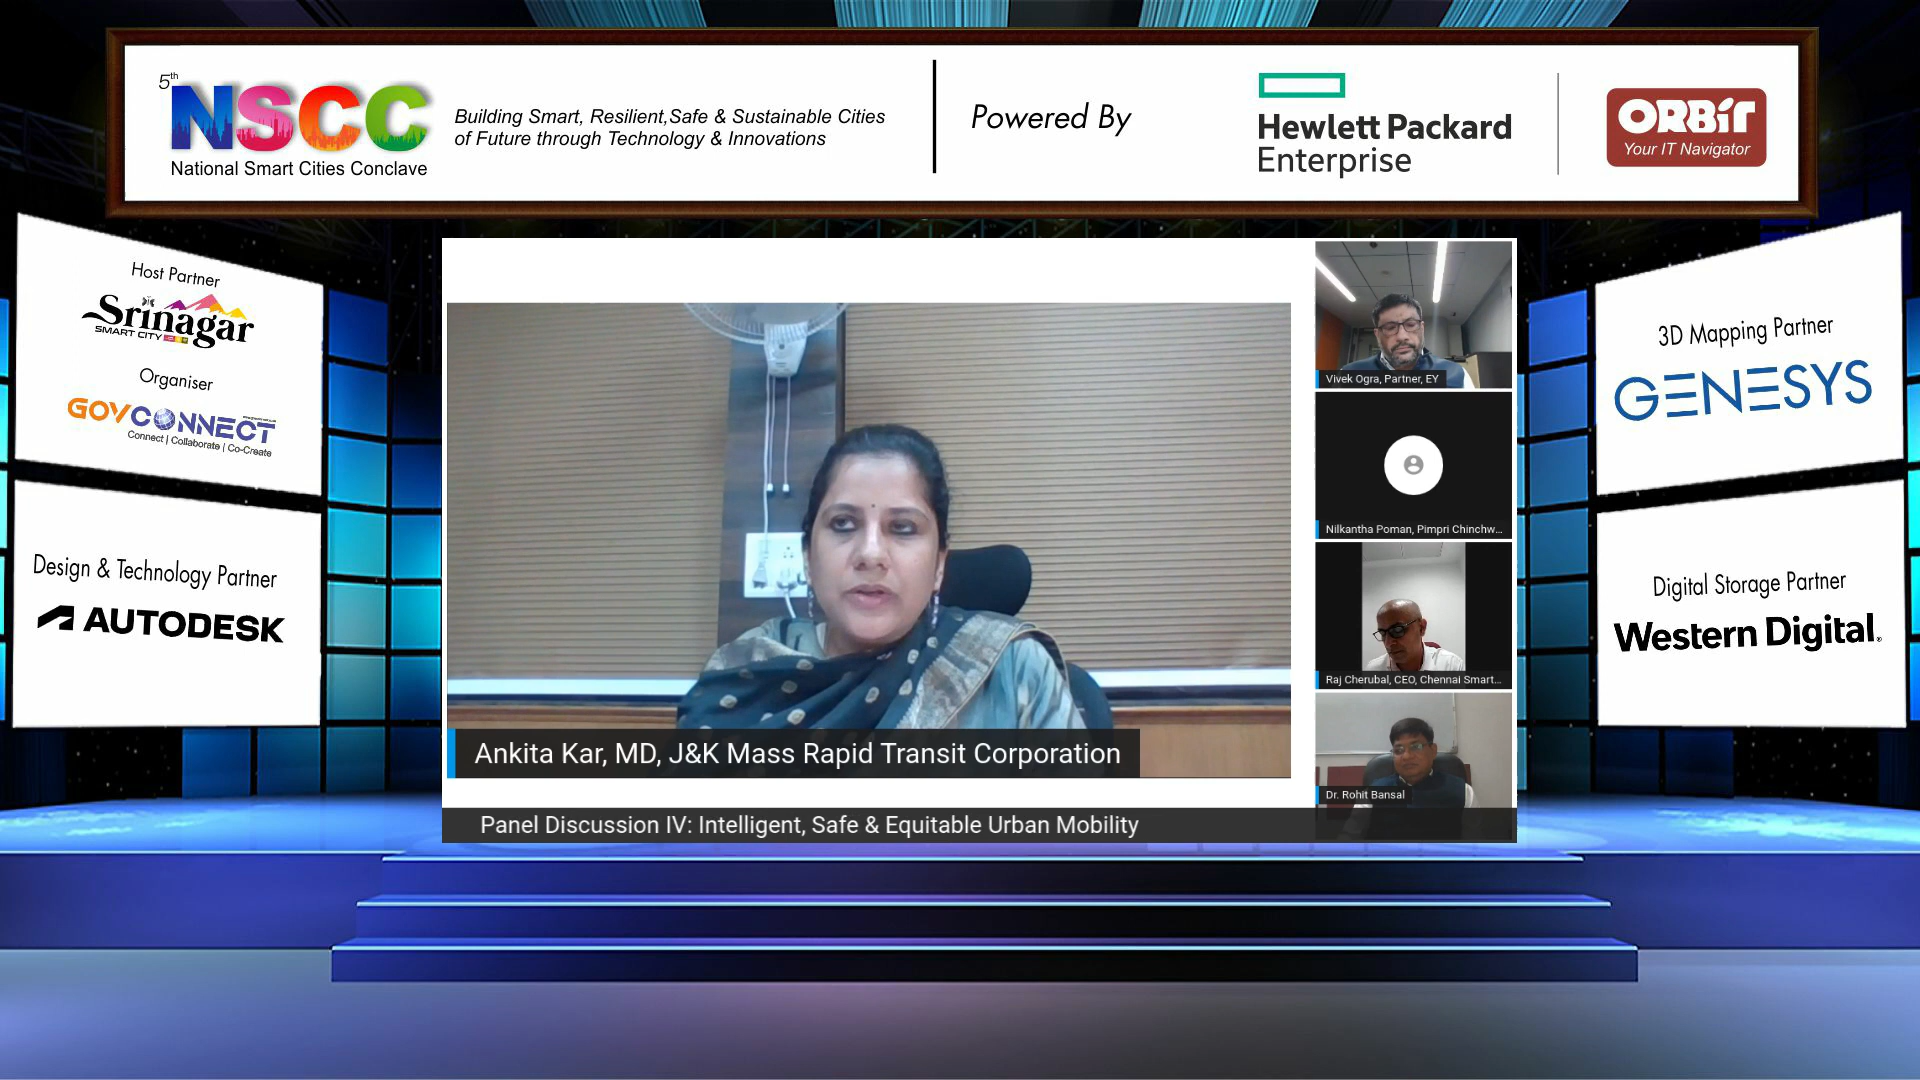 5th
NSCC
National Smart Cities Conclave
Building Smart, Resilient,Safe & Sustainable Cities
of Future through Technology & Innovations
Powered By
Hewlett Packard
Enterprise
ORBIT
Your IT Navigator
Host Partner
Srinagar
SMART CITY
Organiser
GOVCONNECT
Connect | Collaborate | Co-Create
Design & Technology Partner
AUTODESK
Ankita Kar, MD, J&K Mass Rapid Transit Corporation
Panel Discussion IV: Intelligent, Safe & Equitable Urban Mobility
Vivek Ogra, Partner, EY
Nilkantha Poman, Pimpri Chinchw...
Raj Cherubal, CEO, Chennai Smart...
Dr. Rohit Bansal
3D Mapping Partner
GENESYS
Digital Storage Partner
Western Digital.